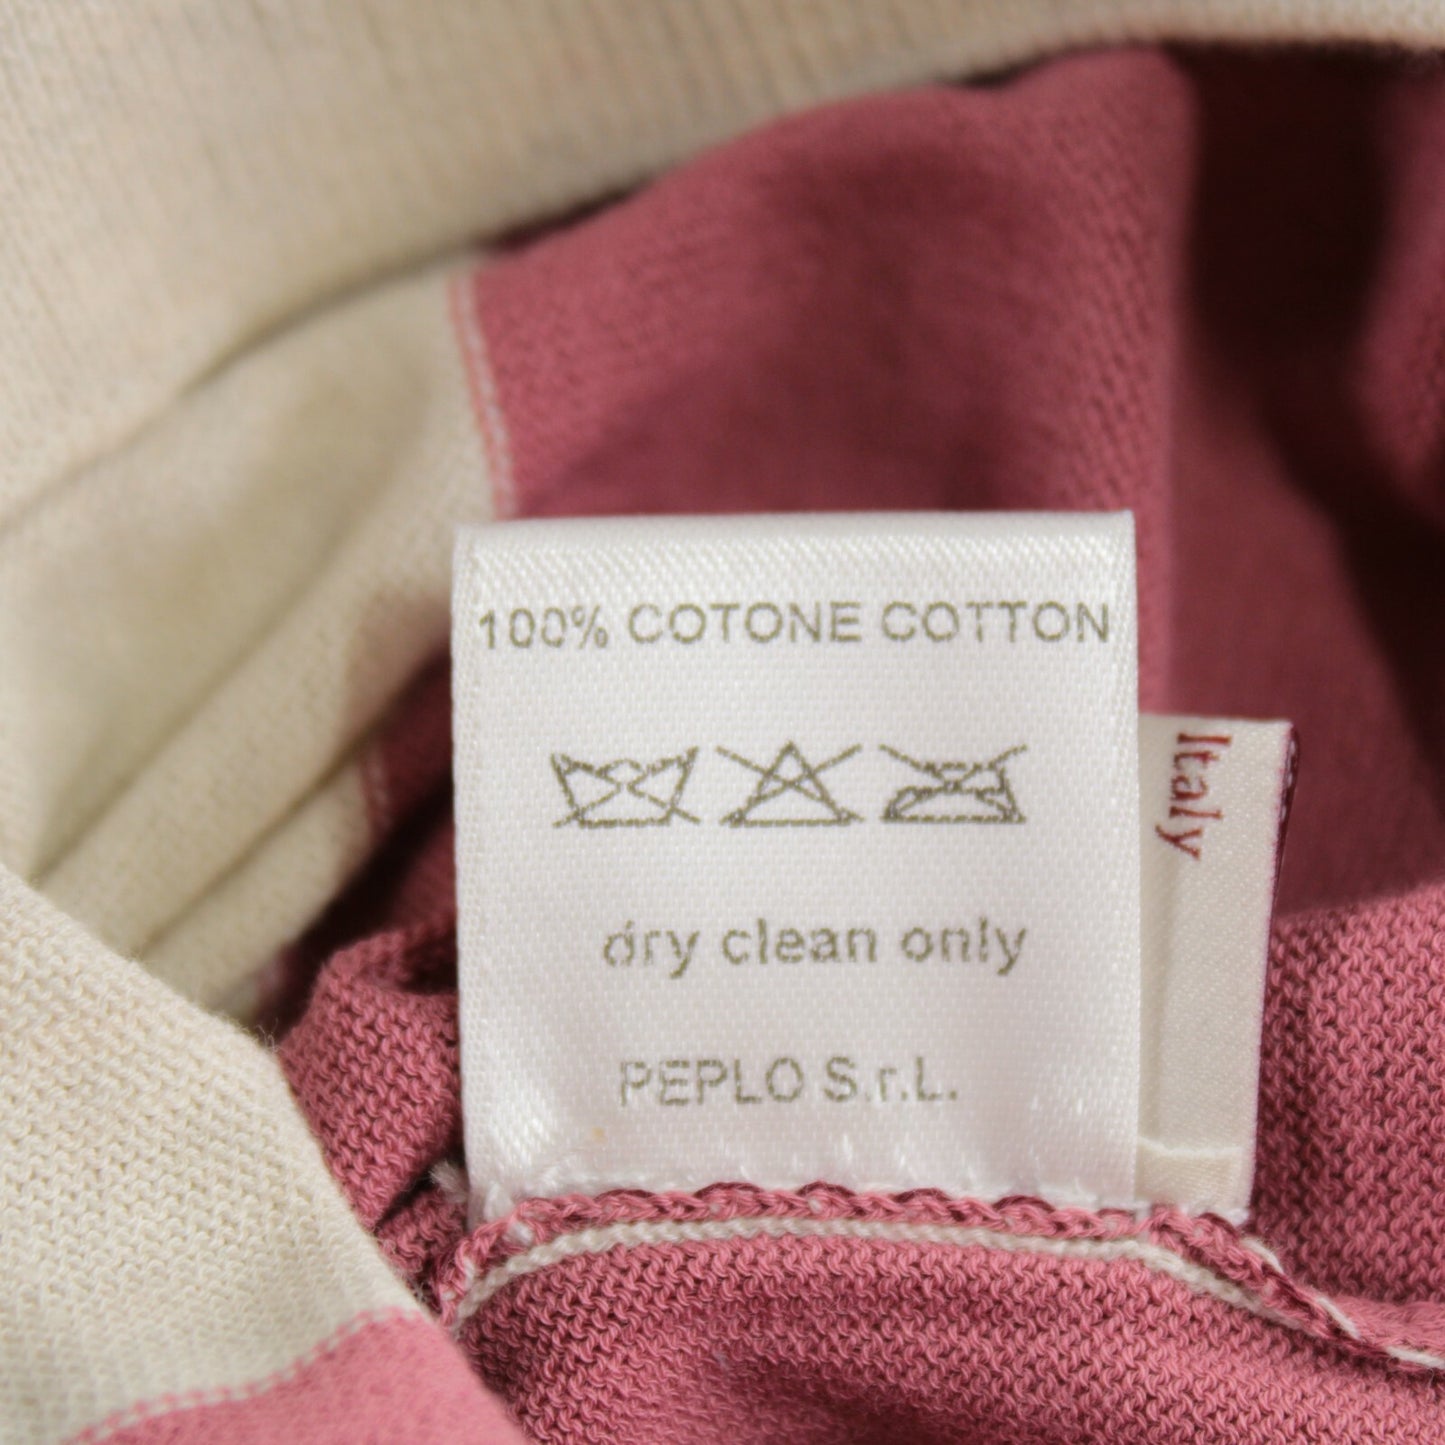 100% COTONE COTTON
dry clean only
PEPLO S.r.L.
Italy